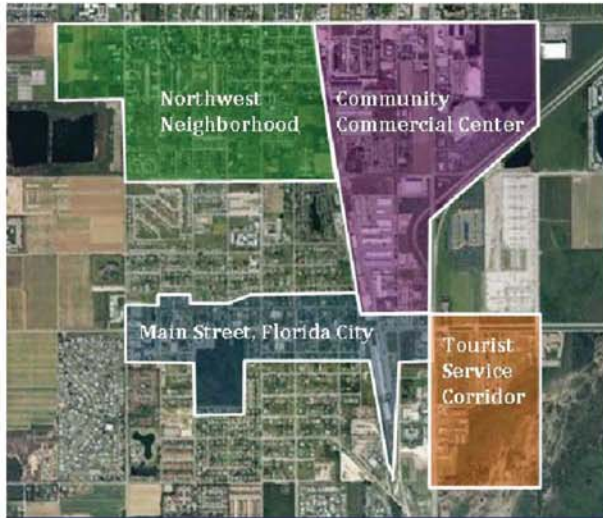 Northwest
Neighborhood
Community
Commercial Center
Main Street, Florida City
Tourist
Service
Corridor